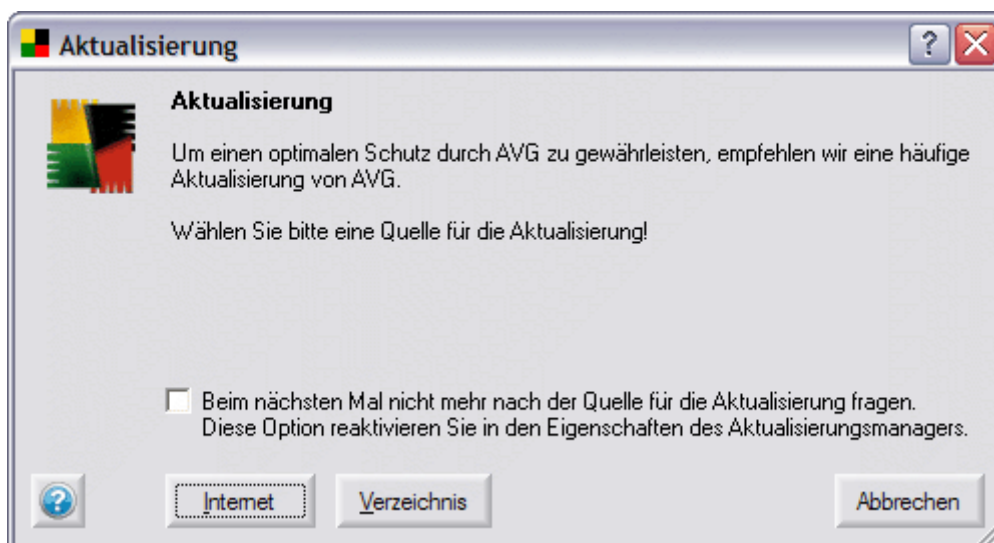 Aktualisierung
Aktualisierung
Um einen optimalen Schutz durch AVG zu gewährleisten, empfehlen wir eine häufige
Aktualisierung von AVG.
Wählen Sie bitte eine Quelle für die Aktualisierung!
Beim nächsten Mal nicht mehr nach der Quelle für die Aktualisierung fragen.
Diese Option reaktivieren Sie in den Eigenschaften des Aktualisierungsmanagers.
Internet
Verzeichnis
Abbrechen